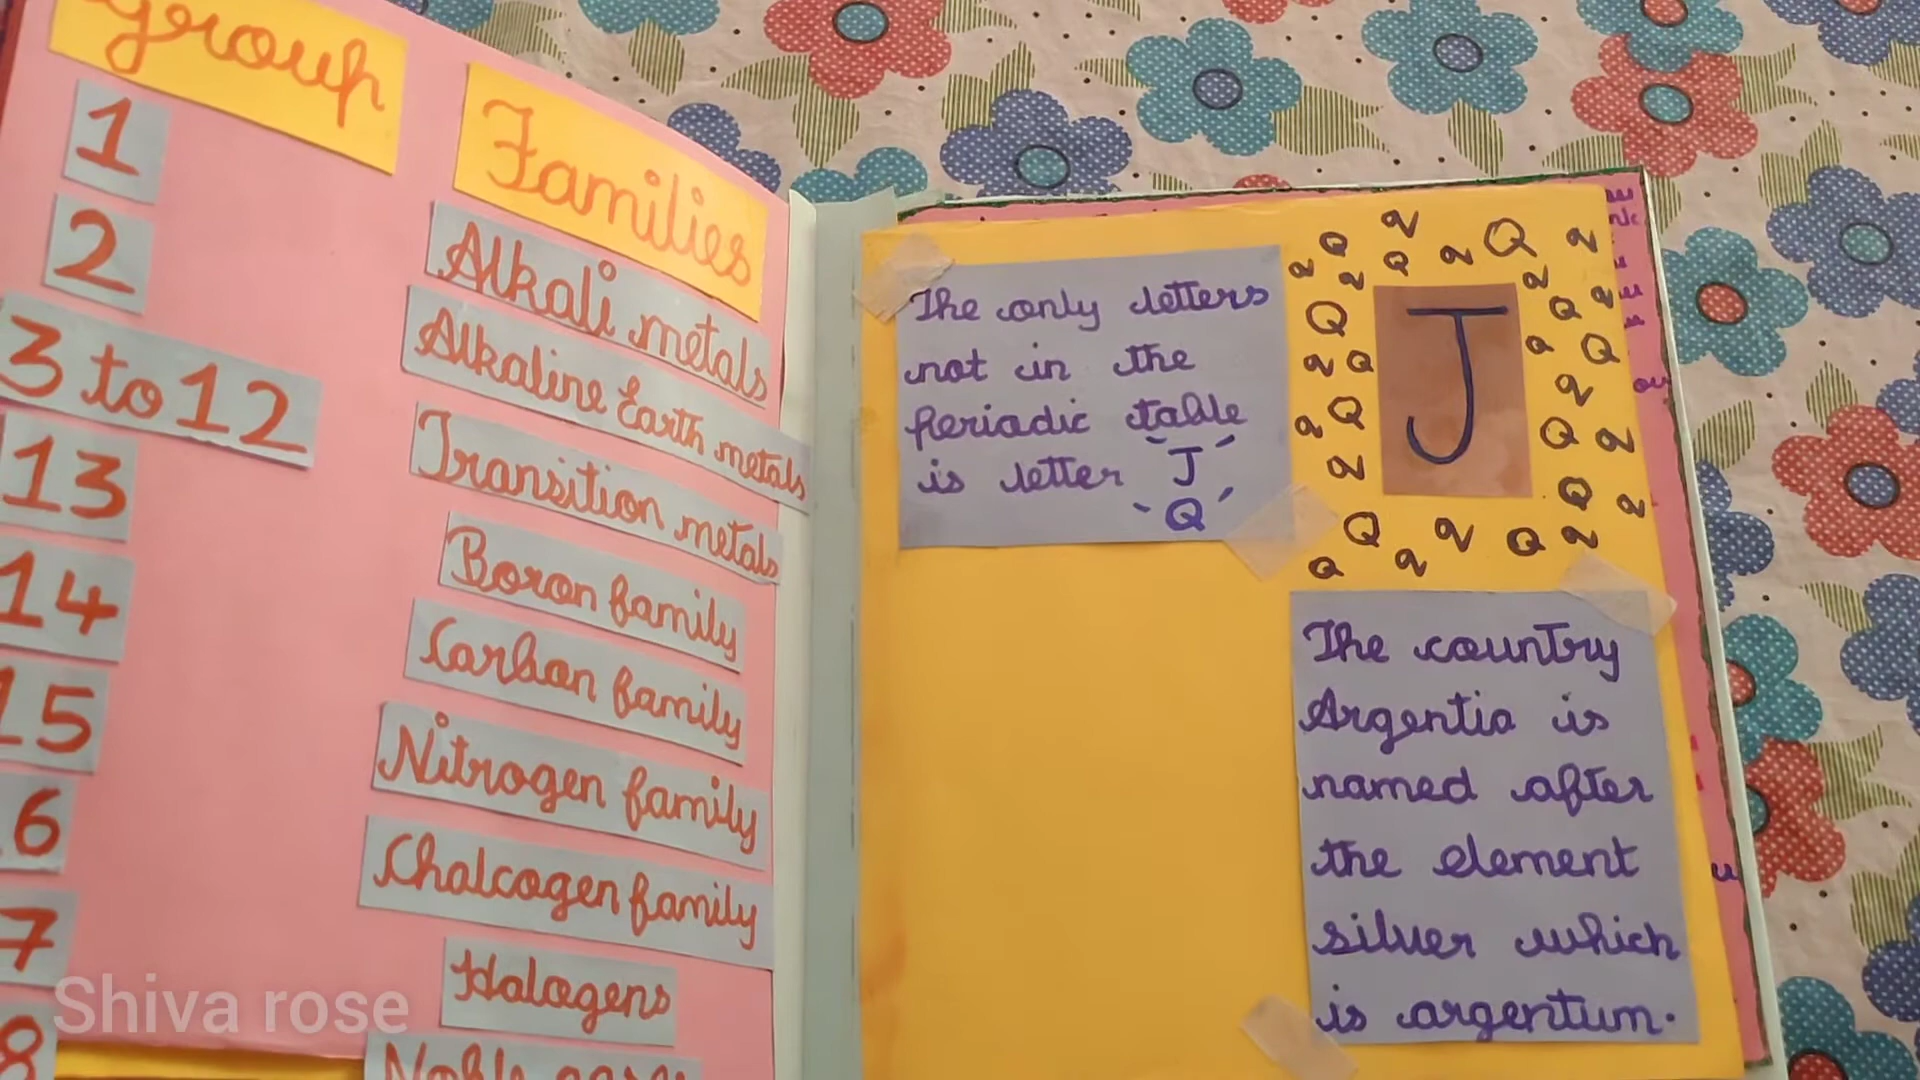 group
Families
1
Alkali metals
2
Alkaline Earth metals
3 to 12
Transition metals
13
Boron family
14
Carbon family
15
Nitrogen family
6
Chalcogen family
7
Halogens
8
Noble gases
The only letters
not in the
Periadic table
is letter "J"
"Q"
J
The country
Argentia is
named after
the element
silver which
is argentum.
Shiva rose